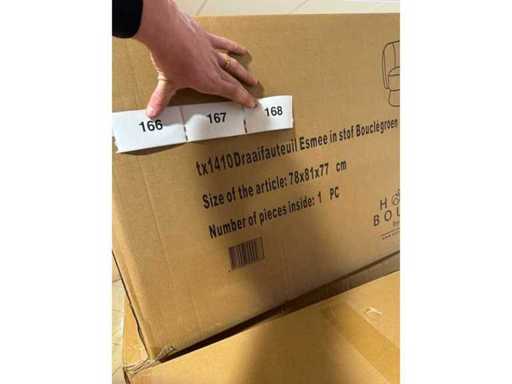 166 167 168
tx1410Draaifauteuil Esmee in stof Bouclégroen
Size of the article: 78x81x77 cm
Number of pieces inside: 1 PC